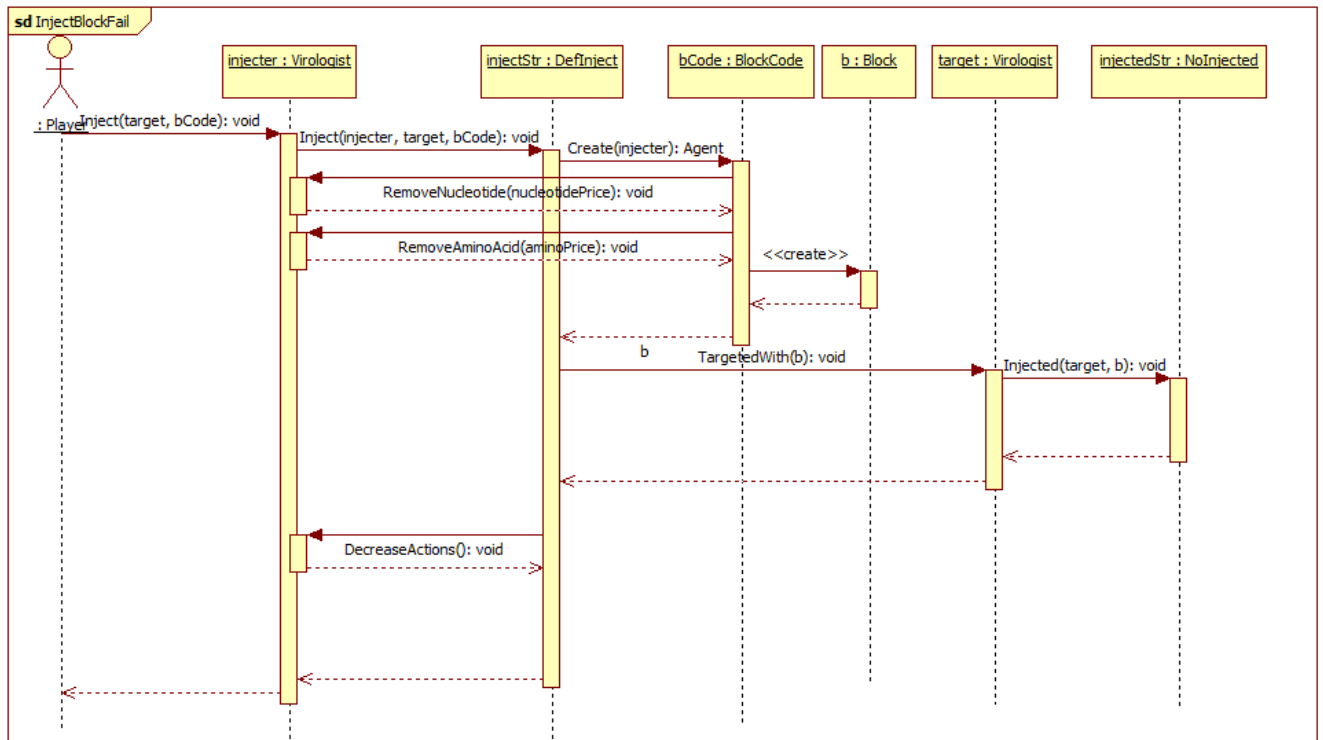 sd InjectBlockFail
injecter : Virologist
injectStr : DefInject
bCode : BlockCode
b : Block
target : Virologist
injectedStr : NoInjected
: Player
Inject(target, bCode): void
Inject(injecter, target, bCode): void
Create(injecter): Agent
RemoveNucleotide(nucleotidePrice): void
RemoveAminoAcid(aminoPrice): void
<<create>>
b
TargetedWith(b): void
Injected(target, b): void
DecreaseActions(): void